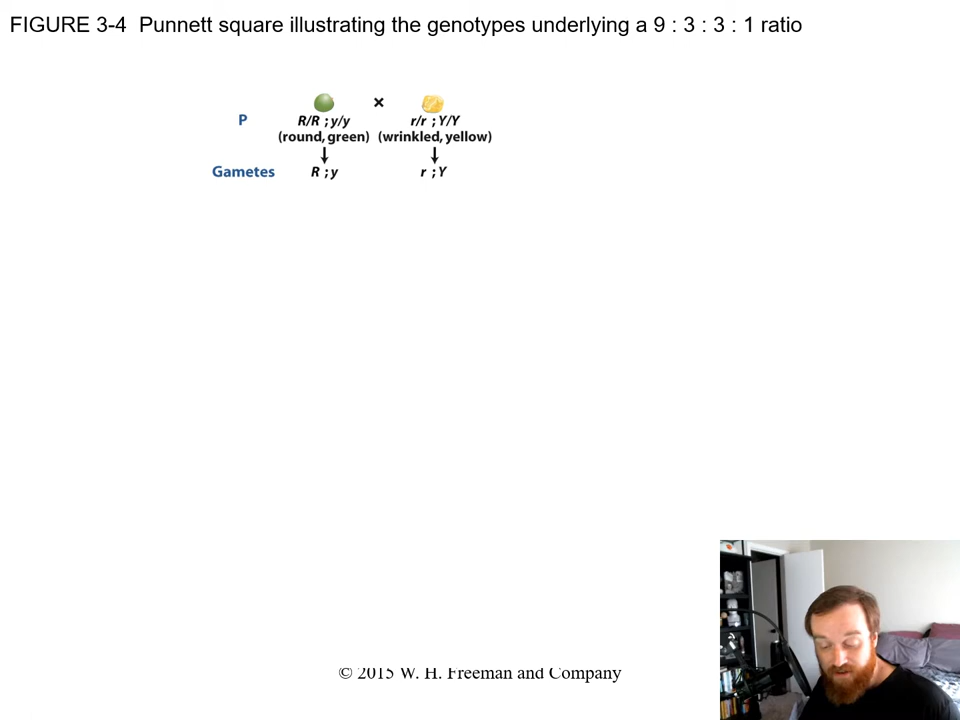 FIGURE 3-4 Punnett square illustrating the genotypes underlying a 9 : 3 : 3 : 1 ratio
×
P R/R ; y/y r/r ; Y/Y
(round, green) (wrinkled, yellow)
Gametes R ; y r ; Y
© 2015 W. H. Freeman and Company